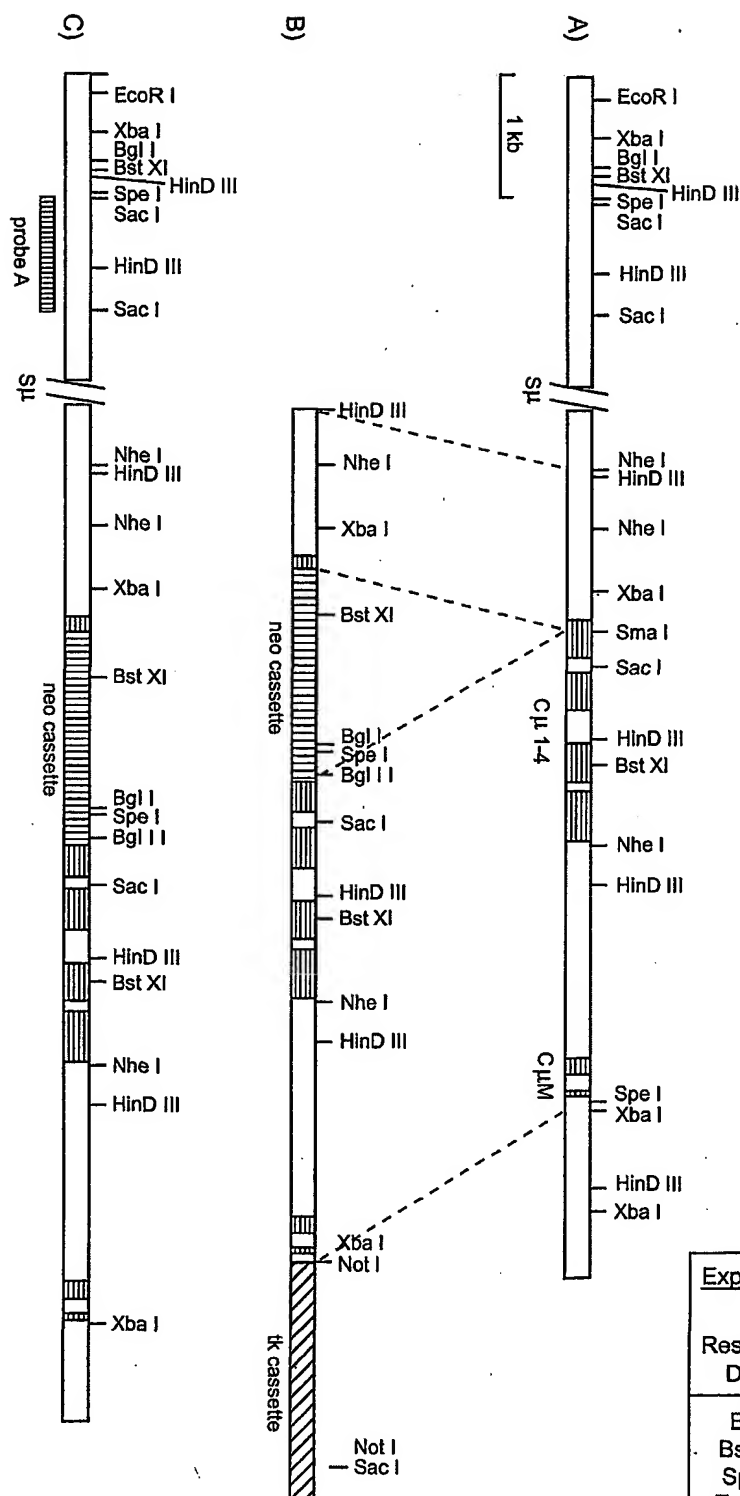 A)
EcoR I
Xba I
Bgl I
Bst XI
HinD III
Spe I
Sac I
HinD III
Sac I
Sμ
Nhe I
HinD III
Nhe I
Xba I
Sma I
Sac I
HinD III
Bst XI
Nhe I
HinD III
Spe I
Xba I
HinD III
Xba I
Cμ 1-4
CμM
1 kb
B)
HinD III
Nhe I
Xba I
Bst XI
Bgl I
Spe I
Bgl I I
Sac I
HinD III
Bst XI
Nhe I
HinD III
Xba I
Not I
Not I
Sac I
neo cassette
tk cassette
C)
EcoR I
Xba I
Bgl I
Bst XI
HinD III
Spe I
Sac I
HinD III
Sac I
probe A
Sμ
Nhe I
HinD III
Nhe I
Xba I
Bst XI
Bgl I
Spe I
Bgl I I
Sac I
HinD III
Bst XI
Nhe I
HinD III
Xba I
neo cassette
Exp
Res
D
Bs
Sp